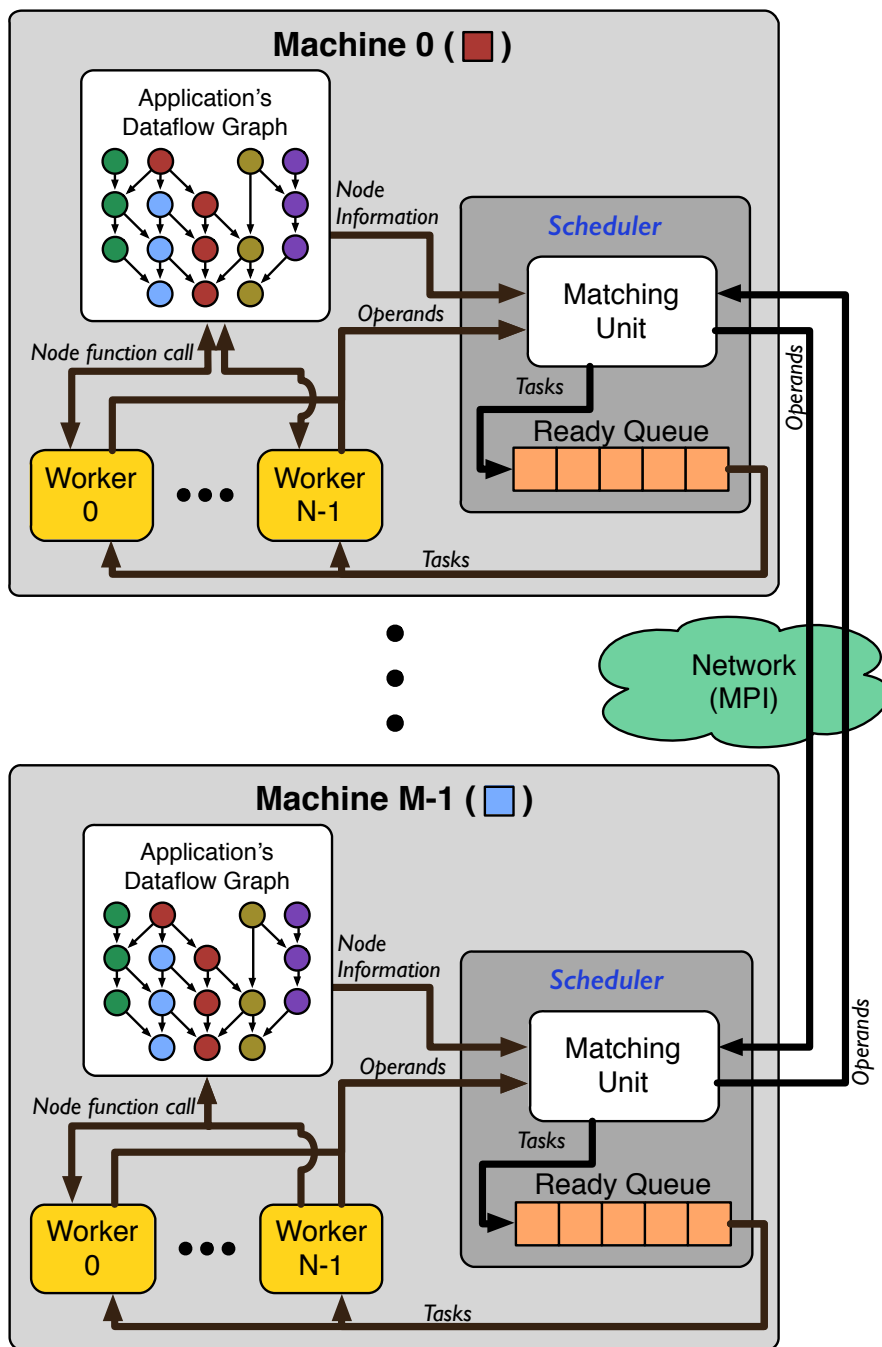 Machine 0 ( )
Application's
Dataflow Graph
Node
Information
Scheduler
Matching
Unit
Operands
Operands
Node function call
Tasks
Ready Queue
Worker
0
Worker
N-1
Tasks
Network
(MPI)
Machine M-1 ( )
Application's
Dataflow Graph
Node
Information
Scheduler
Matching
Unit
Operands
Operands
Node function call
Tasks
Ready Queue
Worker
0
Worker
N-1
Tasks